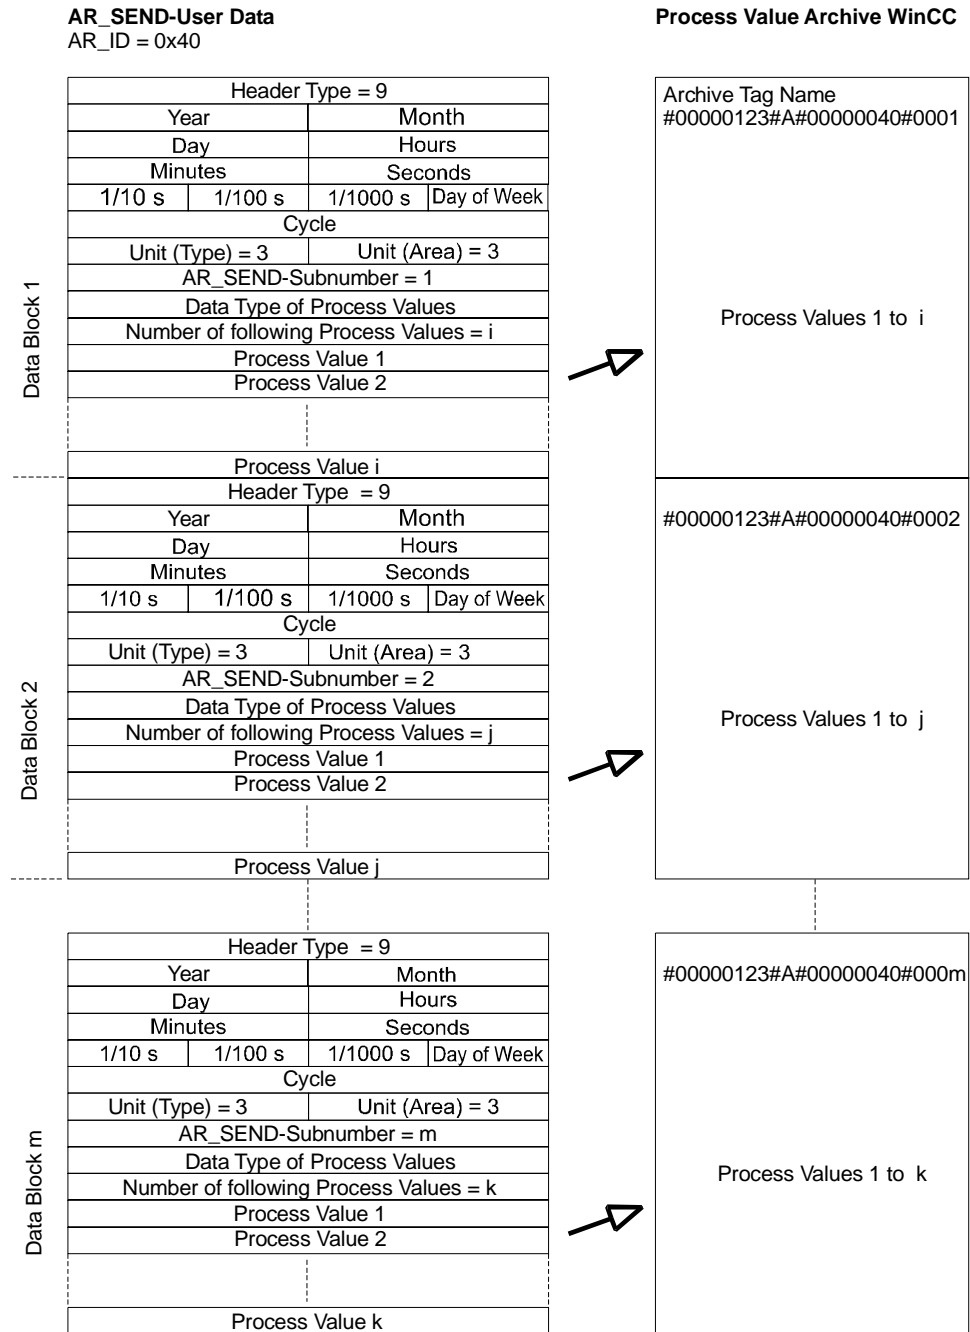 AR_SEND-User Data
AR_ID = 0x40
Process Value Archive WinCC
Data Block 1
Header Type = 9
Year Month
Day Hours
Minutes Seconds
1/10 s 1/100 s 1/1000 s Day of Week
Cycle
Unit (Type) = 3 Unit (Area) = 3
AR_SEND-Subnumber = 1
Data Type of Process Values
Number of following Process Values = i
Process Value 1
Process Value 2
Process Value i
Archive Tag Name
#00000123#A#00000040#0001
Process Values 1 to i
Data Block 2
Header Type = 9
Year Month
Day Hours
Minutes Seconds
1/10 s 1/100 s 1/1000 s Day of Week
Cycle
Unit (Type) = 3 Unit (Area) = 3
AR_SEND-Subnumber = 2
Data Type of Process Values
Number of following Process Values = j
Process Value 1
Process Value 2
Process Value j
#00000123#A#00000040#0002
Process Values 1 to j
Data Block m
Header Type = 9
Year Month
Day Hours
Minutes Seconds
1/10 s 1/100 s 1/1000 s Day of Week
Cycle
Unit (Type) = 3 Unit (Area) = 3
AR_SEND-Subnumber = m
Data Type of Process Values
Number of following Process Values = k
Process Value 1
Process Value 2
Process Value k
#00000123#A#00000040#000m
Process Values 1 to k